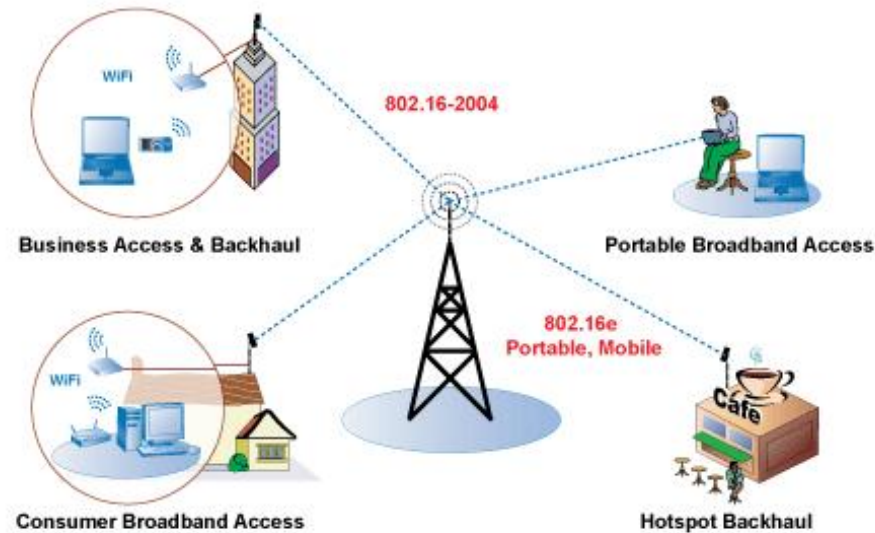 WiFi
802.16-2004
Business Access & Backhaul
Portable Broadband Access
802.16e
Portable, Mobile
WiFi
Cafe
Consumer Broadband Access
Hotspot Backhaul